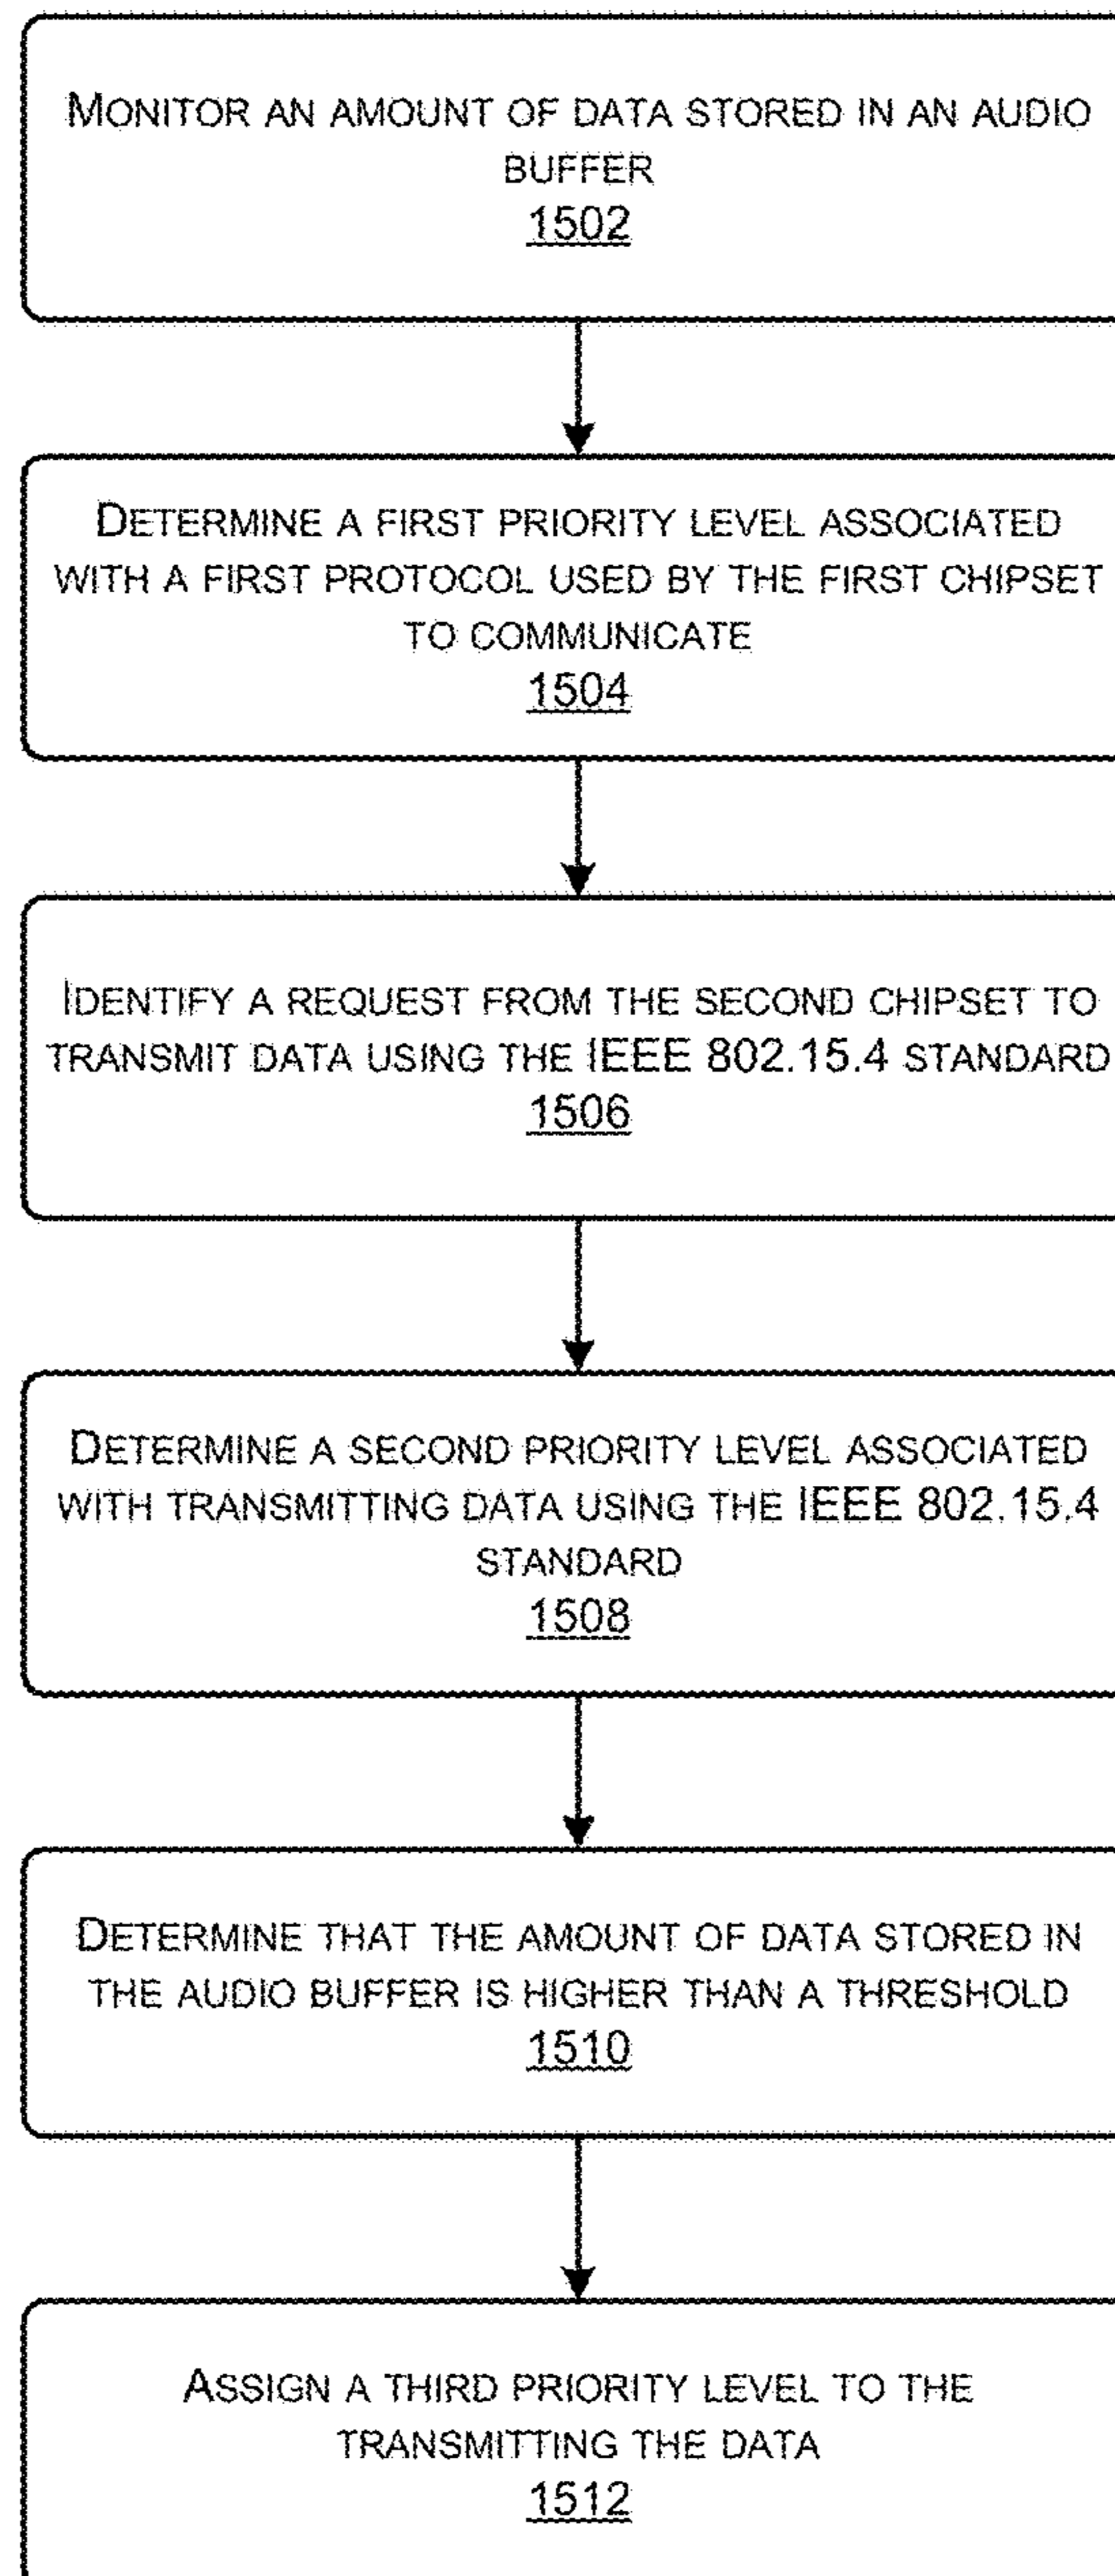 MONITOR AN AMOUNT OF DATA STORED IN AN AUDIO
BUFFER
1502
DETERMINE A FIRST PRIORITY LEVEL ASSOCIATED
WITH A FIRST PROTOCOL USED BY THE FIRST CHIPSET
TO COMMUNICATE
1504
IDENTIFY A REQUEST FROM THE SECOND CHIPSET TO
TRANSMIT DATA USING THE IEEE 802.15.4 STANDARD
1506
DETERMINE A SECOND PRIORITY LEVEL ASSOCIATED
WITH TRANSMITTING DATA USING THE IEEE 802.15.4
STANDARD
1508
DETERMINE THAT THE AMOUNT OF DATA STORED IN
THE AUDIO BUFFER IS HIGHER THAN A THRESHOLD
1510
ASSIGN A THIRD PRIORITY LEVEL TO THE
TRANSMITTING THE DATA
1512